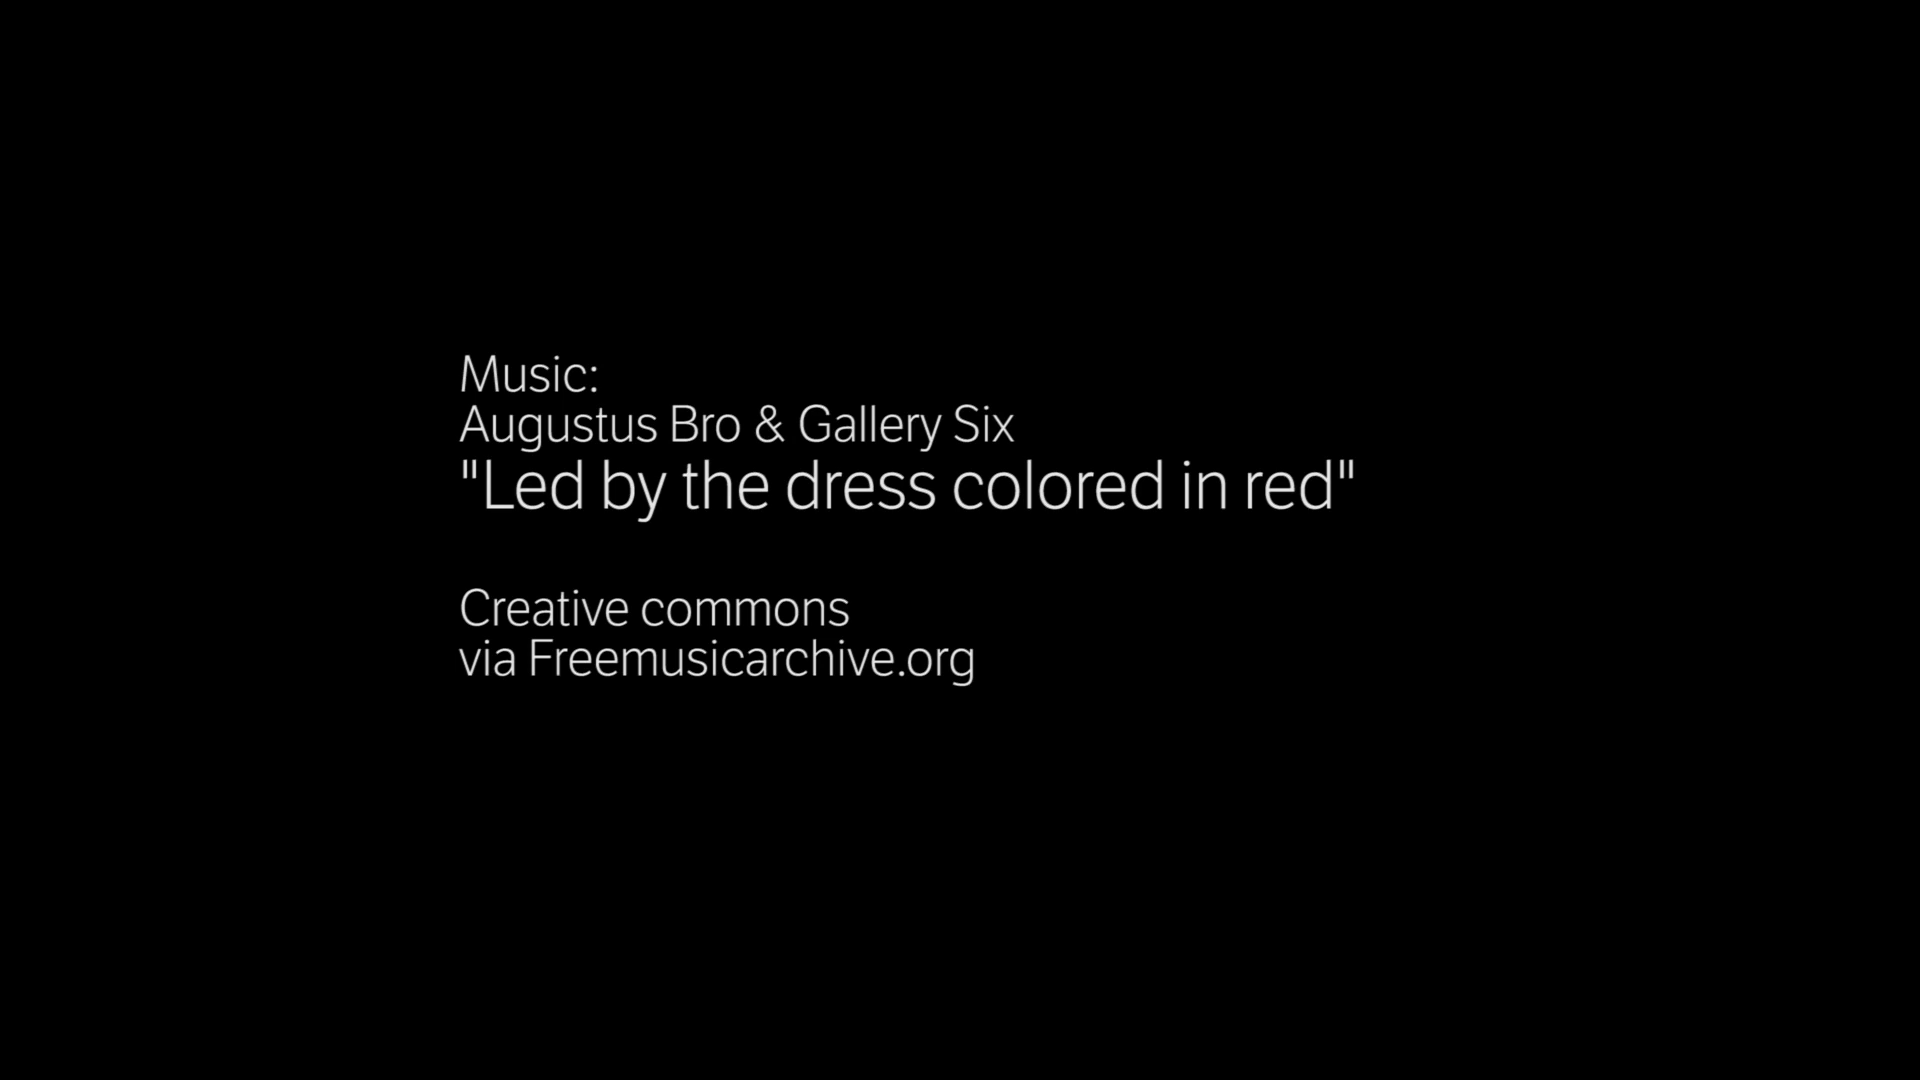 Music:
Augustus Bro & Gallery Six
"Led by the dress colored in red"
Creative commons
via Freemusicarchive.org